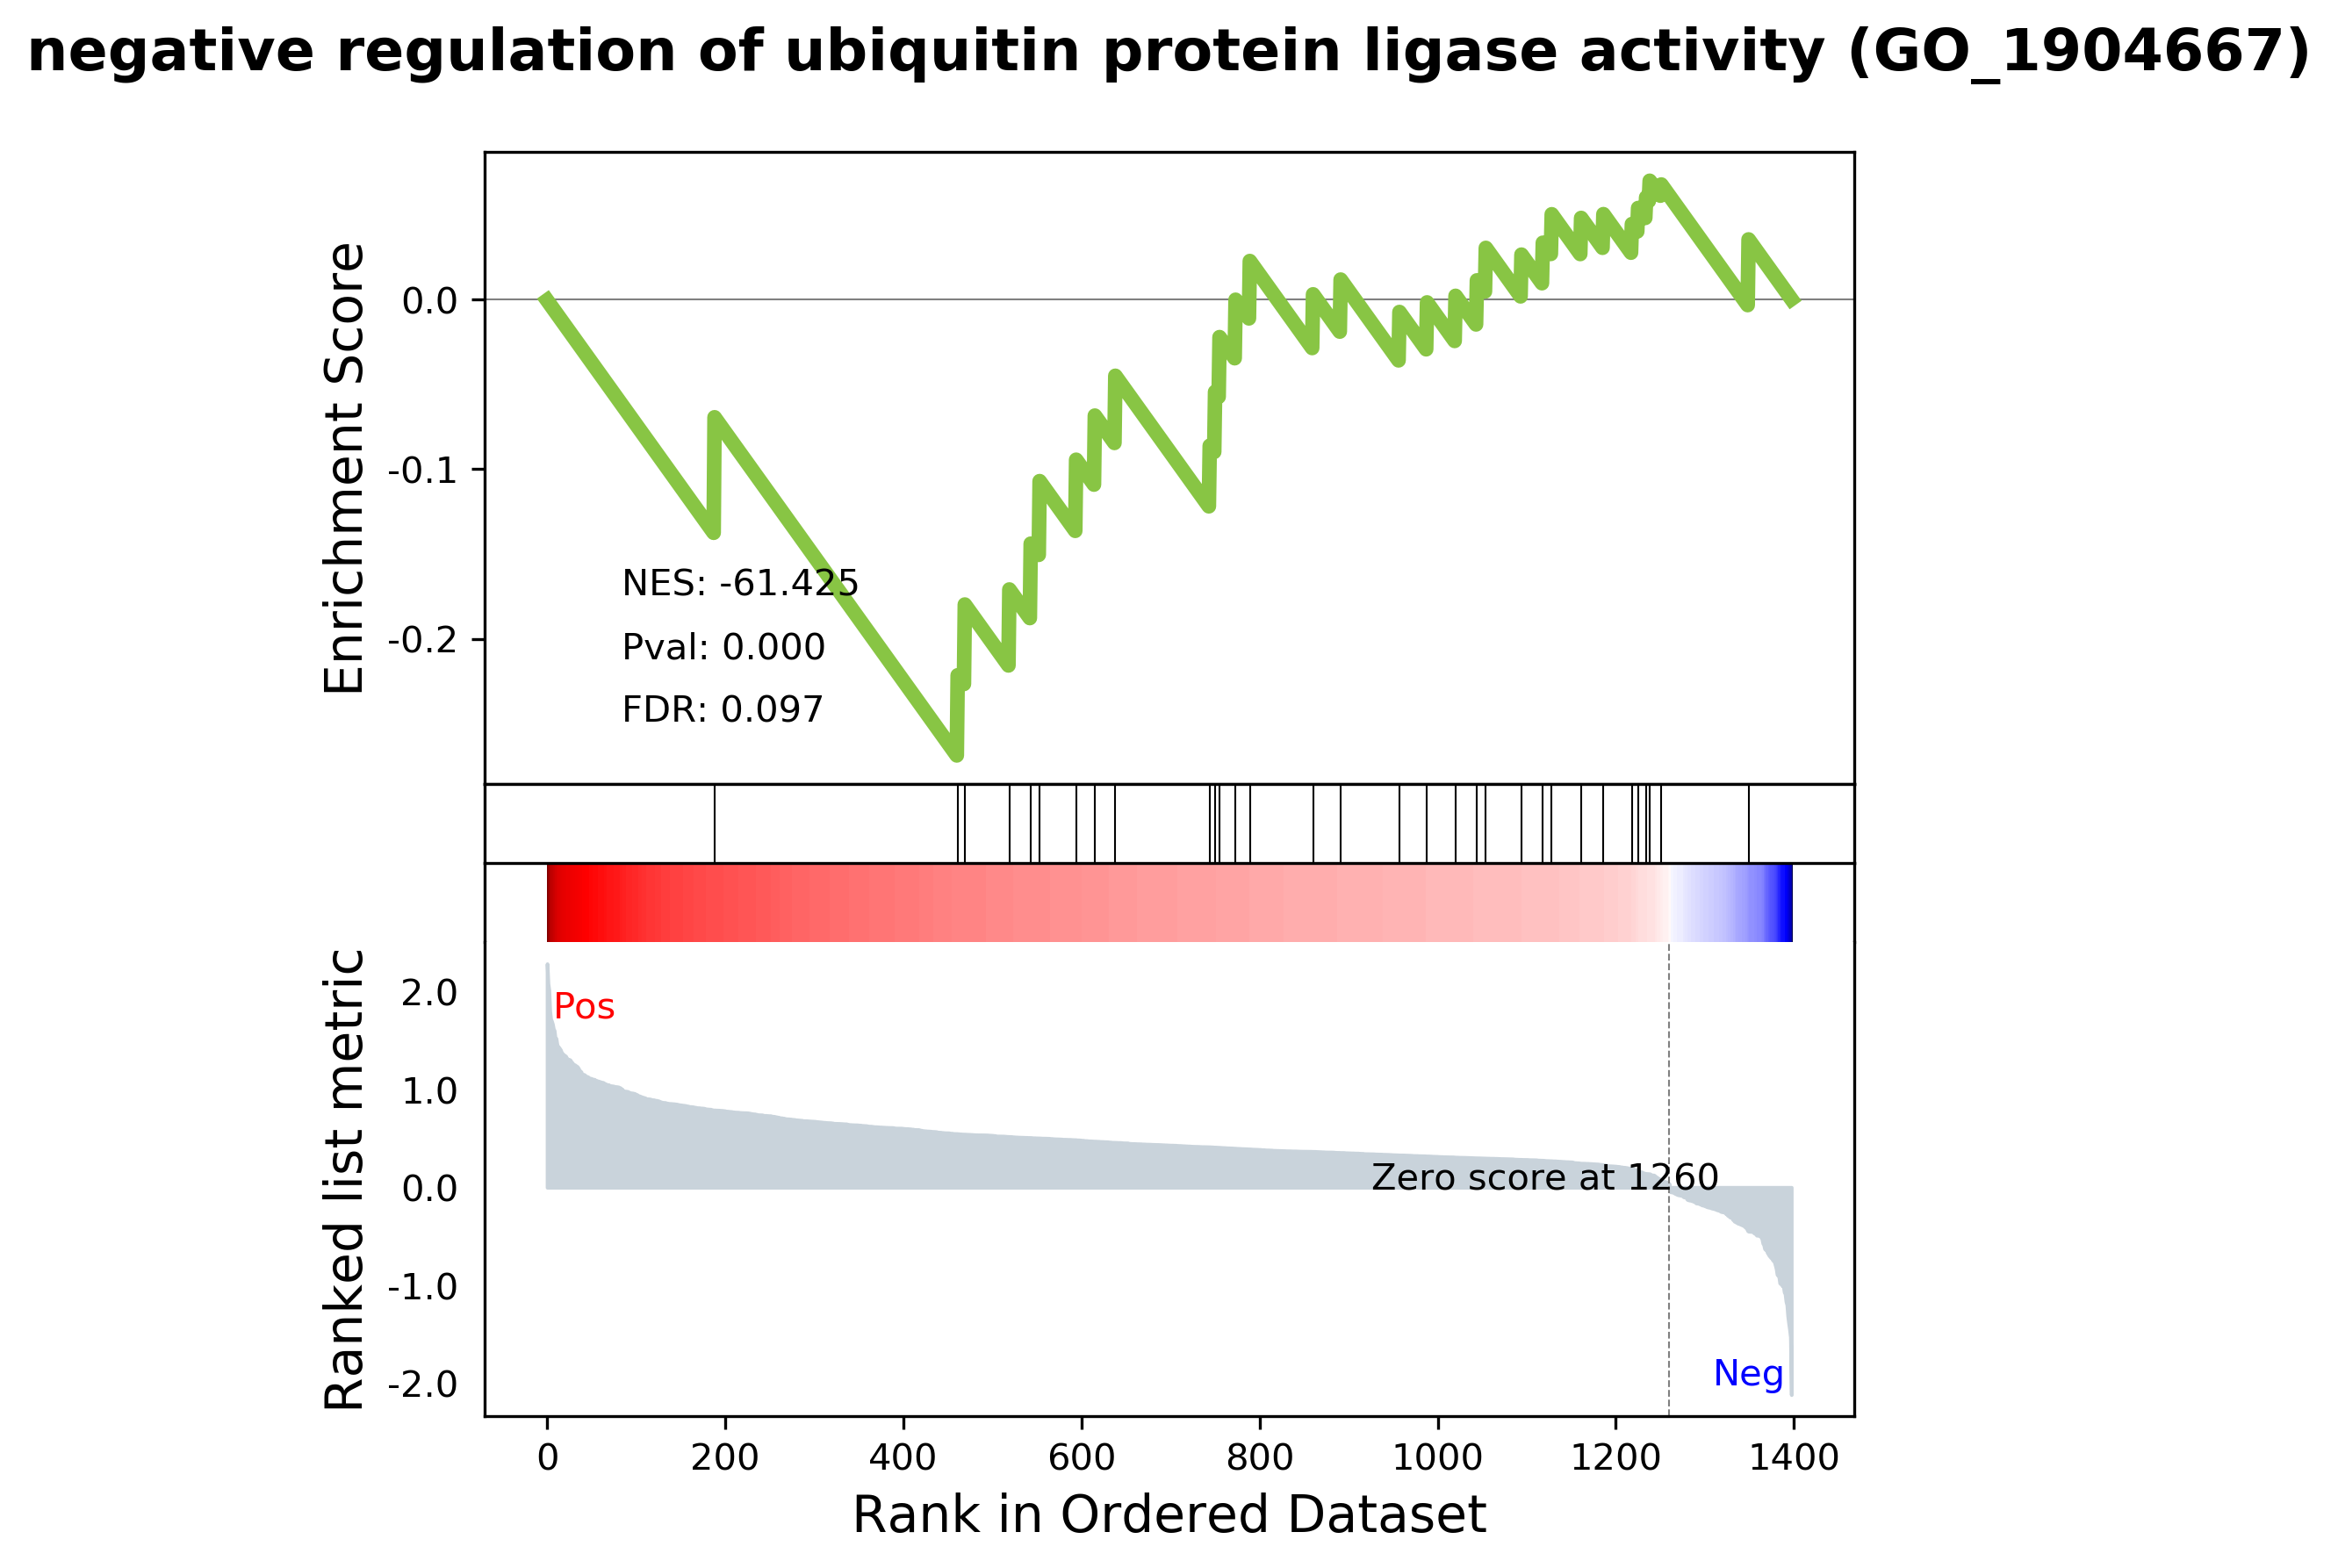 negative regulation of ubiquitin protein ligase activity (GO_1904667)
Enrichment Score
0.0
-0.1
-0.2
NES: -61.425
Pval: 0.000
FDR: 0.097
Ranked list metric
2.0
1.0
0.0
-1.0
-2.0
Pos
Zero score at 1260
Neg
0 200 400 600 800 1000 1200 1400
Rank in Ordered Dataset